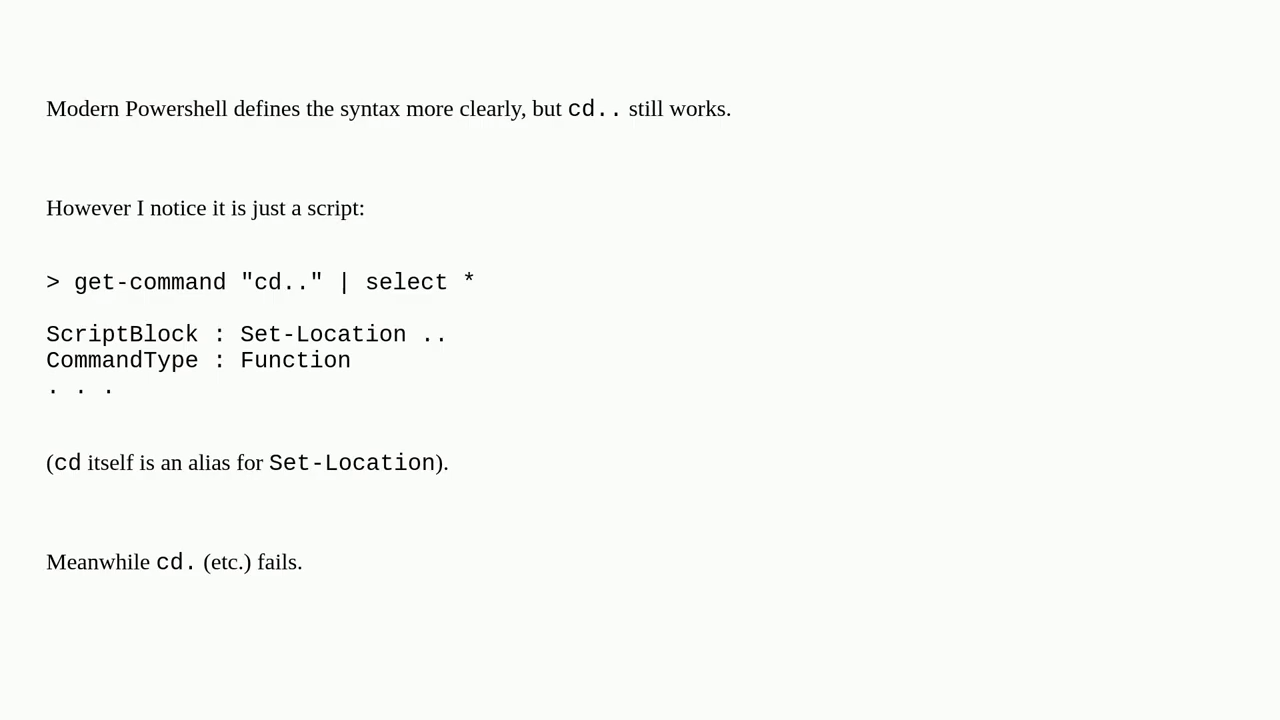 Modern Powershell defines the syntax more clearly, but cd.. still works.
However I notice it is just a script:
> get-command "cd.." | select *
ScriptBlock : Set-Location ..
CommandType : Function
. . .
(cd itself is an alias for Set-Location).
Meanwhile cd. (etc.) fails.